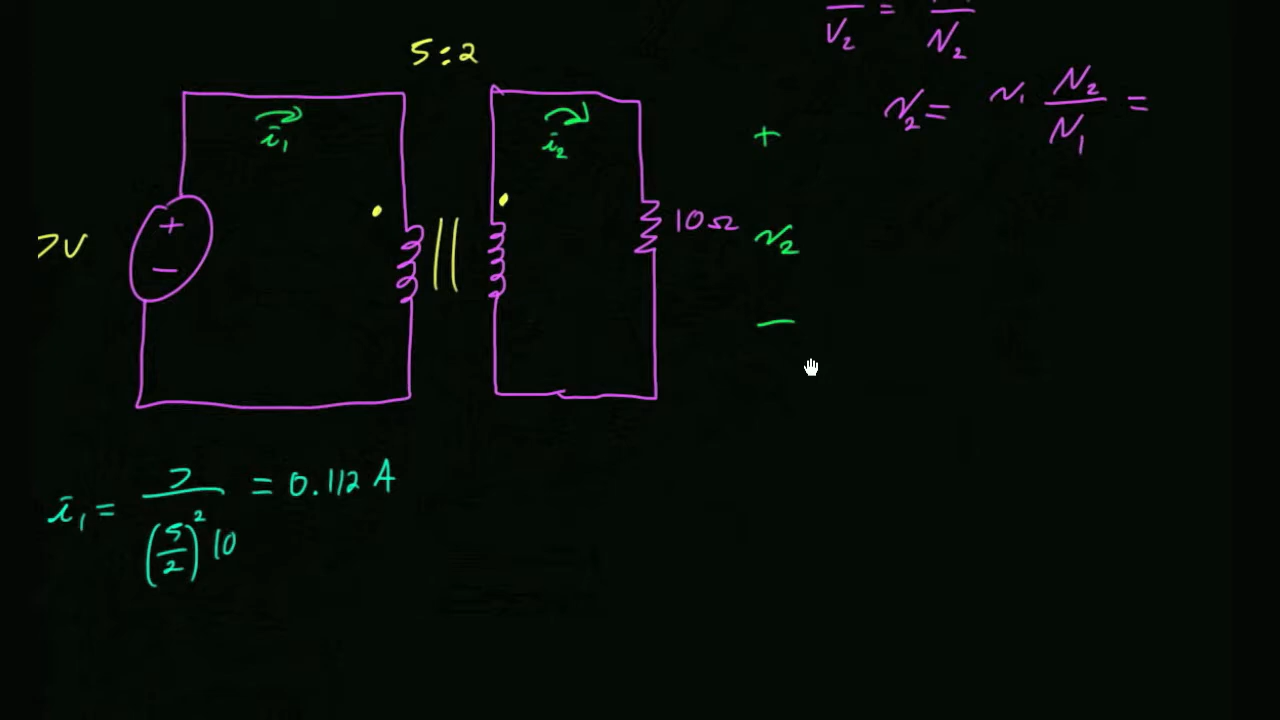 5:2
V₂ = N₂
v₂ = v₁ N₂/N₁ =
i₁
i₂
+
7V
+
−
10Ω
v₂
−
i₁ = 7/((5/2)² 10) = 0.112 A